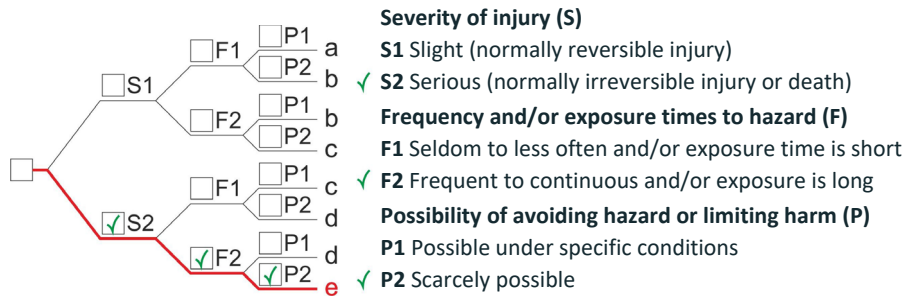 P1
a
F1
P2
b
S1
P1
b
F2
P2
c
P1
c
F1
P2
d
S2
P1
d
F2
P2
e
Severity of injury (S)
S1 Slight (normally reversible injury)
✓ S2 Serious (normally irreversible injury or death)
Frequency and/or exposure times to hazard (F)
F1 Seldom to less often and/or exposure time is short
✓ F2 Frequent to continuous and/or exposure is long
Possibility of avoiding hazard or limiting harm (P)
P1 Possible under specific conditions
✓ P2 Scarcely possible